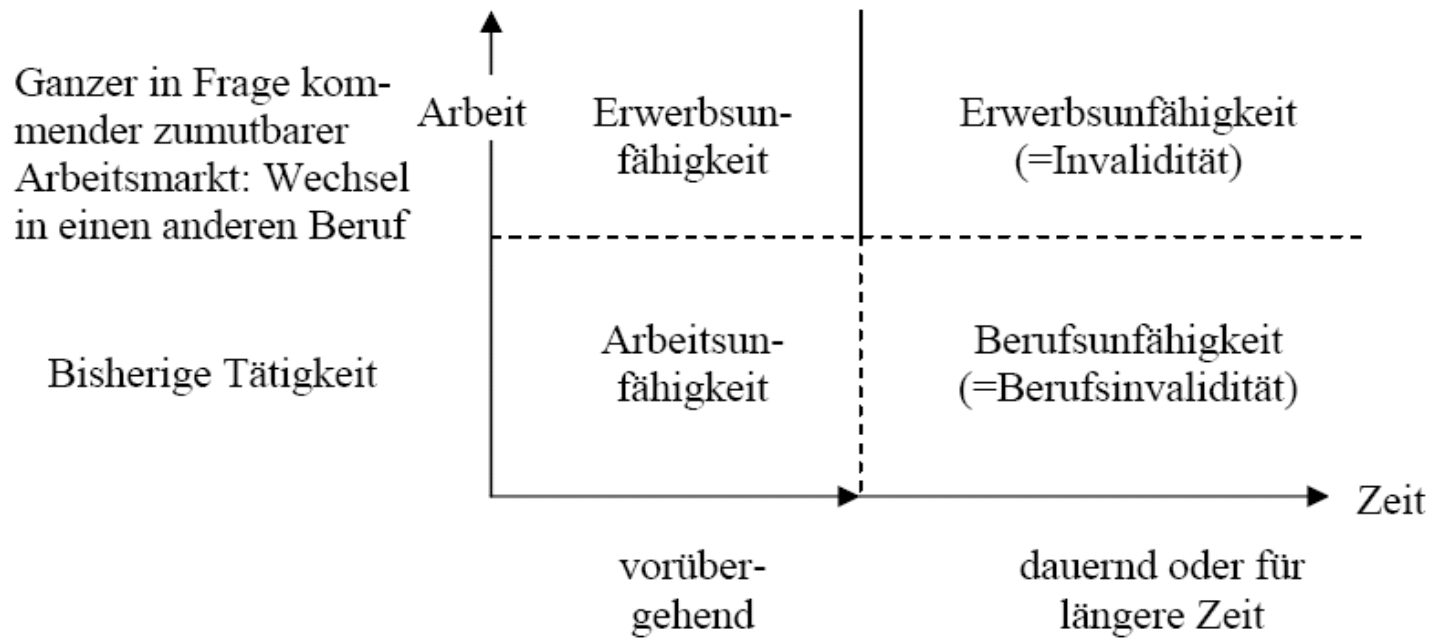 Ganzer in Frage kom-
mender zumutbarer
Arbeitsmarkt: Wechsel
in einen anderen Beruf
Arbeit
Erwerbsun-
fähigkeit
Erwerbsunfähigkeit
(=Invalidität)
Bisherige Tätigkeit
Arbeitsun-
fähigkeit
Berufsunfähigkeit
(=Berufsinvalidität)
Zeit
vorüber-
gehend
dauernd oder für
längere Zeit